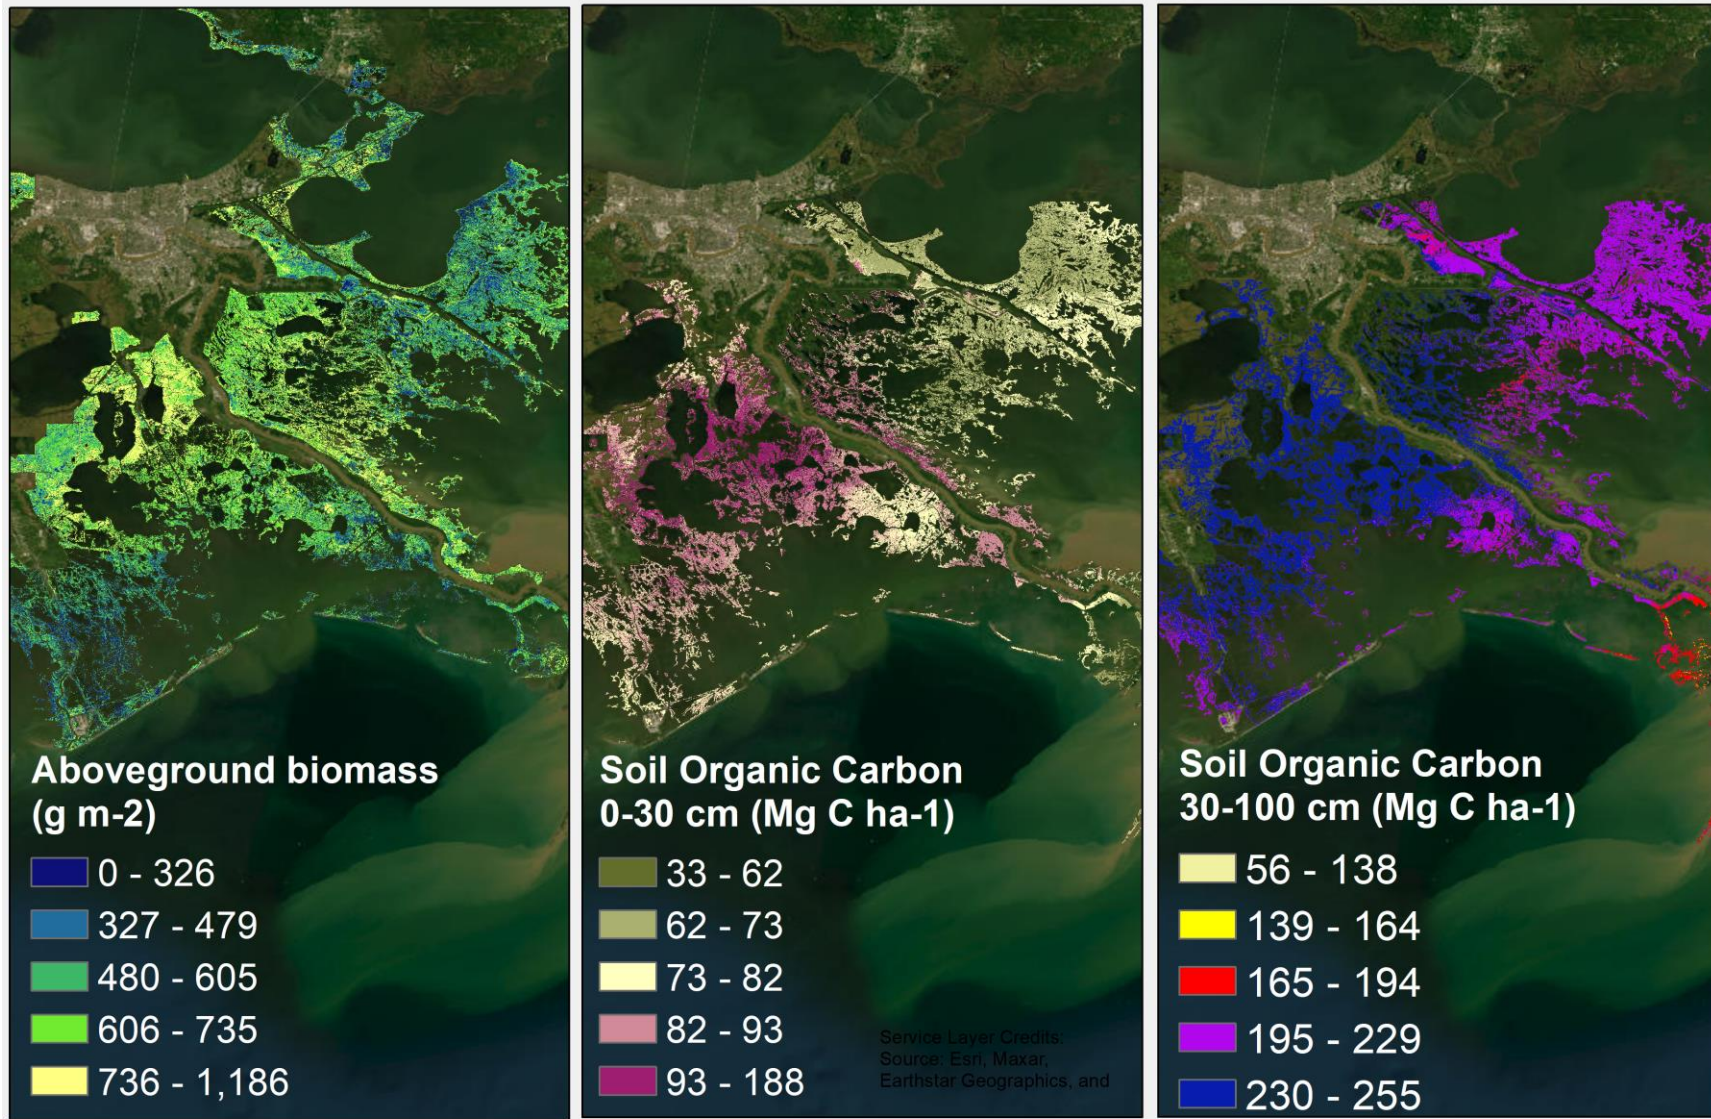 Aboveground biomass
(g m-2)
0 - 326
327 - 479
480 - 605
606 - 735
736 - 1,186
Soil Organic Carbon
0-30 cm (Mg C ha-1)
33 - 62
62 - 73
73 - 82
82 - 93
93 - 188
Service Layer Credits:
Source: Esri, Maxar,
Earthstar Geographics, and
Soil Organic Carbon
30-100 cm (Mg C ha-1)
56 - 138
139 - 164
165 - 194
195 - 229
230 - 255